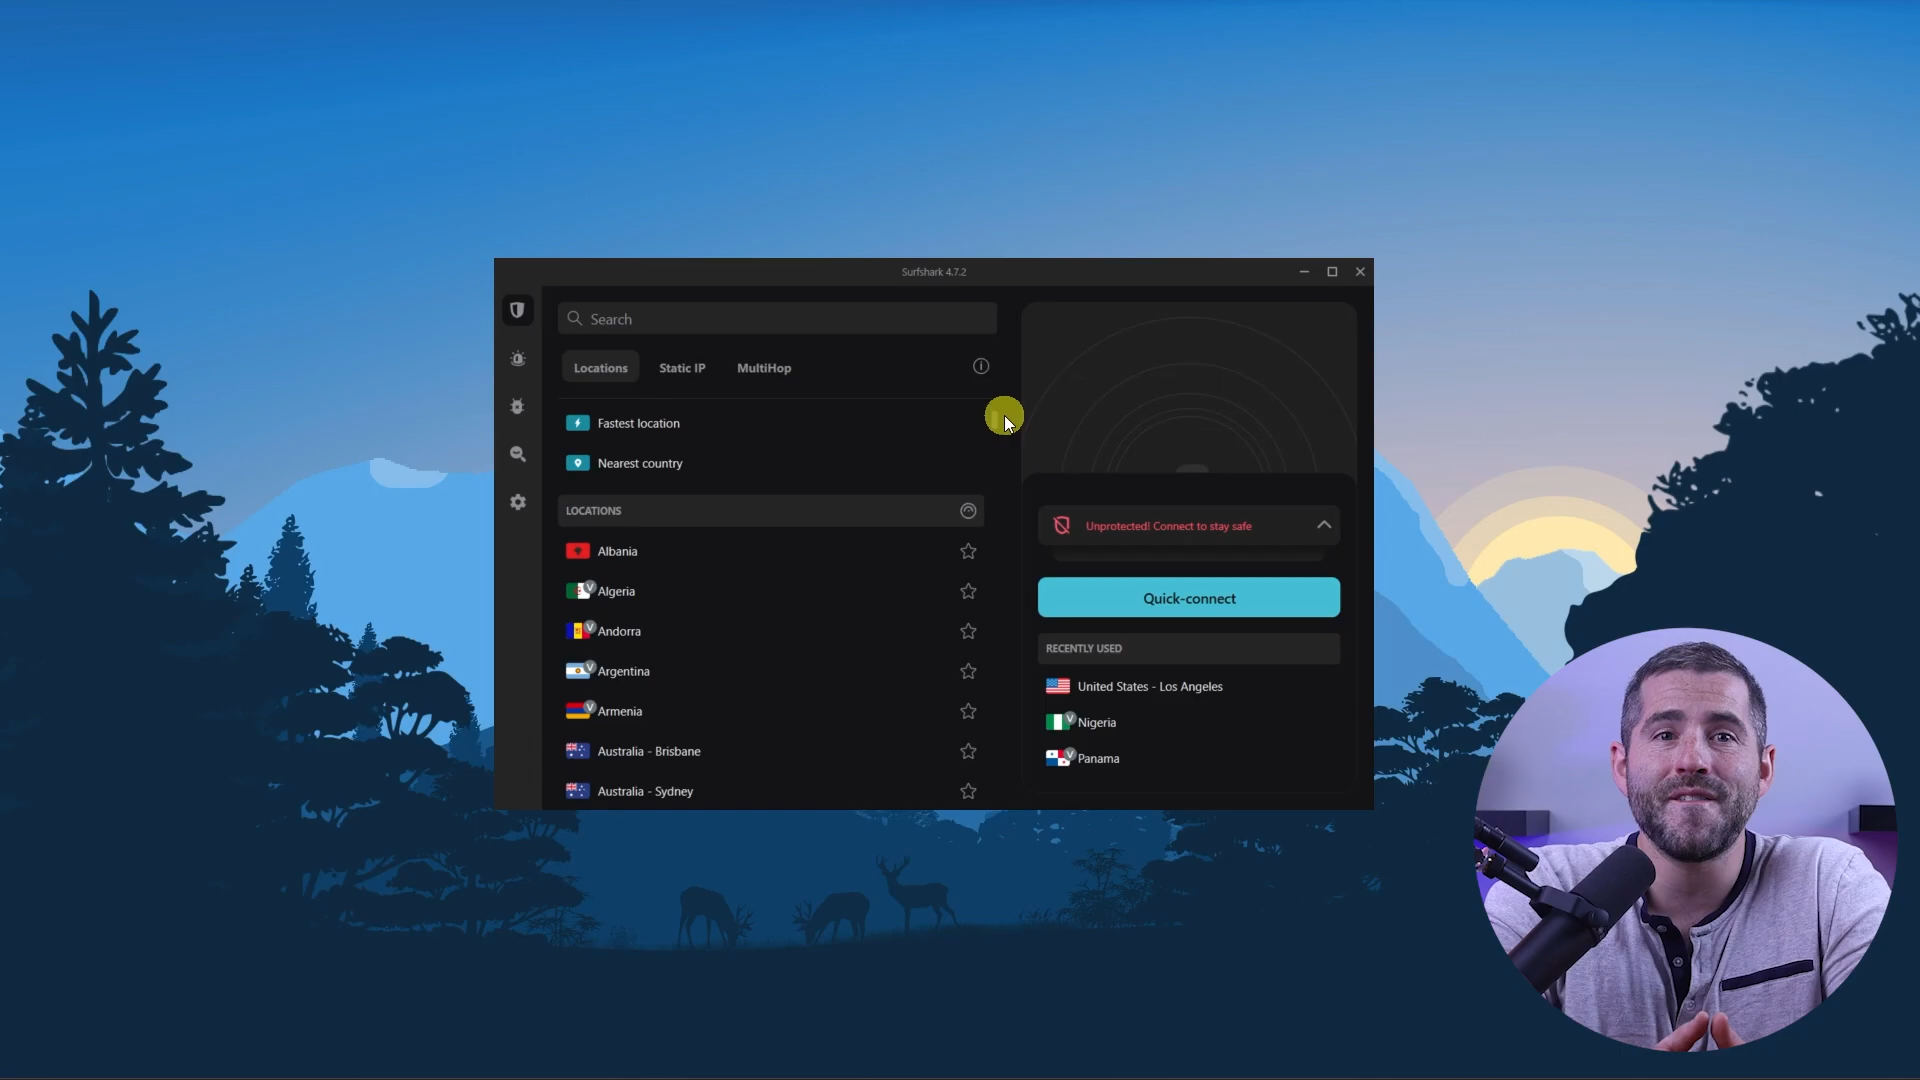 Surfshark 4.7.2
Search
Locations
Static IP
MultiHop
Fastest location
Nearest country
LOCATIONS
Albania
V
Algeria
V
Andorra
V
Argentina
V
Armenia
Australia - Brisbane
Australia - Sydney
Unprotected! Connect to stay safe
Quick-connect
RECENTLY USED
United States - Los Angeles
V
Nigeria
V
Panama